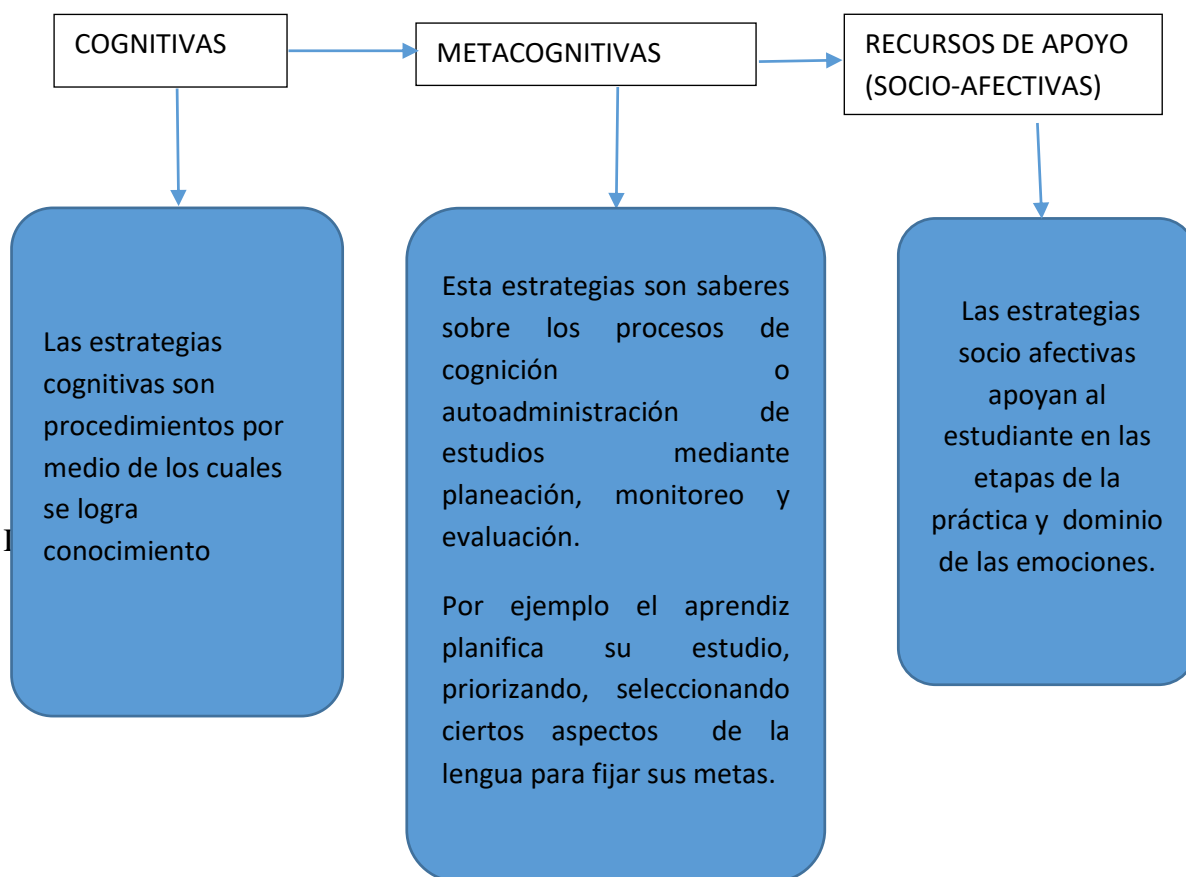 COGNITIVAS
METACOGNITIVAS
RECURSOS DE APOYO
(SOCIO-AFECTIVAS)
Las estrategias
cognitivas son
procedimientos por
medio de los cuales
se logra
conocimiento
Esta estrategias son saberes
sobre los procesos de
cognición o
autoadministración de
estudios mediante
planeación, monitoreo y
evaluación.
Por ejemplo el aprendiz
planifica su estudio,
priorizando, seleccionando
ciertos aspectos de la
lengua para fijar sus metas.
Las estrategias
socio afectivas
apoyan al
estudiante en las
etapas de la
práctica y dominio
de las emociones.